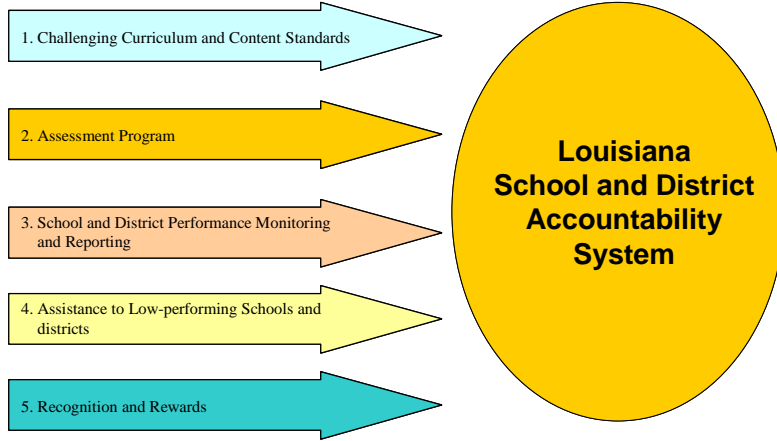 1. Challenging Curriculum and Content Standards
2. Assessment Program
3. School and District Performance Monitoring
and Reporting
4. Assistance to Low-performing Schools and
districts
5. Recognition and Rewards
Louisiana
School and District
Accountability
System